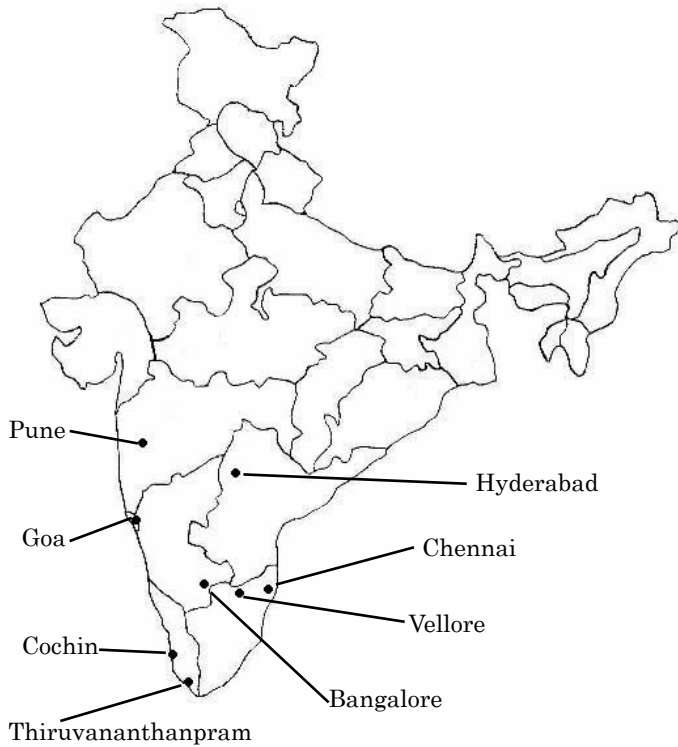 Pune
Hyderabad
Goa
Chennai
Vellore
Cochin
Bangalore
Thiruvananthanpram